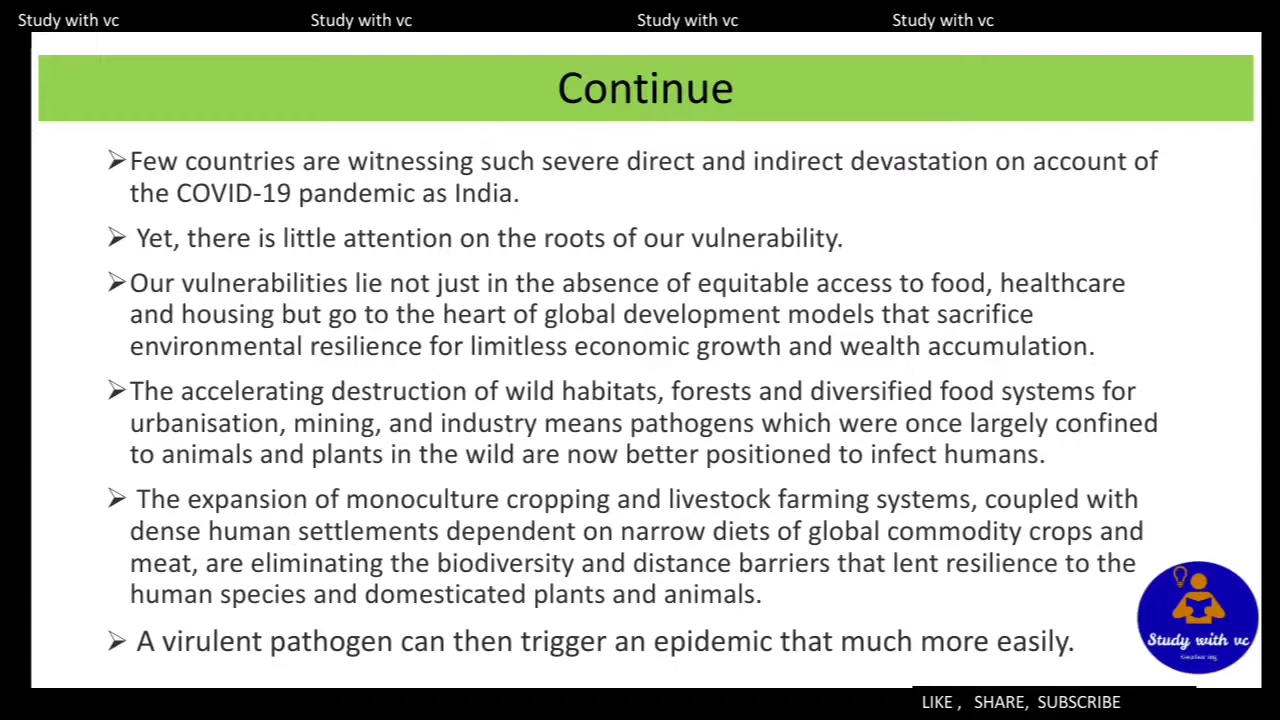 Study with vc Study with vc Study with vc Study with vc
Continue
➢Few countries are witnessing such severe direct and indirect devastation on account of
the COVID-19 pandemic as India.
➢ Yet, there is little attention on the roots of our vulnerability.
➢Our vulnerabilities lie not just in the absence of equitable access to food, healthcare
and housing but go to the heart of global development models that sacrifice
environmental resilience for limitless economic growth and wealth accumulation.
➢The accelerating destruction of wild habitats, forests and diversified food systems for
urbanisation, mining, and industry means pathogens which were once largely confined
to animals and plants in the wild are now better positioned to infect humans.
➢ The expansion of monoculture cropping and livestock farming systems, coupled with
dense human settlements dependent on narrow diets of global commodity crops and
meat, are eliminating the biodiversity and distance barriers that lent resilience to the
human species and domesticated plants and animals.
➢ A virulent pathogen can then trigger an epidemic that much more easily.
Study with vc
LIKE , SHARE, SUBSCRIBE